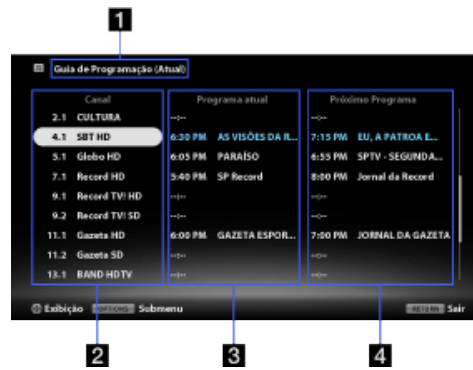 1
Guia de Programação (Atual)
Canal Programa atual Próximo Programa
2.1 CULTURA --:--
4.1 SBT HD 6:30 PM AS VISÕES DA R... 7:15 PM EU, A PATROA E...
5.1 Globo HD 6:05 PM PARAÍSO 6:55 PM SPTV - SEGUNDA...
7.1 Record HD 5:40 PM SP Record 8:00 PM Jornal da Record
9.1 Record TV! HD --:-- --:--
9.2 Record TV! SD --:-- --:--
11.1 Gazeta HD 6:00 PM GAZETA ESPOR... 7:00 PM JORNAL DA GAZETA
11.2 Gazeta SD --:-- --:--
13.1 BAND HDTV --:-- --:--
Exibição OPTIONS Submenu RETURN Sair
2 3 4